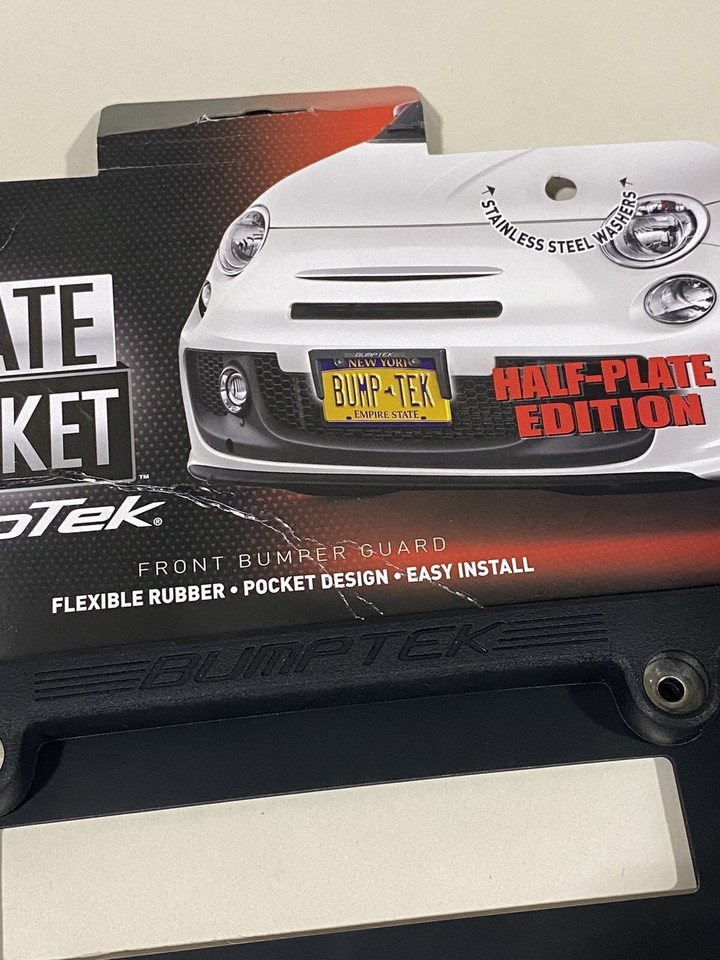 STAINLESS STEEL WASHERS
ATE
KET
™
oTek®
BUMPTEK
NEW YORK
BUMP TEK
EMPIRE STATE
HALF-PLATE
EDITION
FRONT BUMPER GUARD
FLEXIBLE RUBBER • POCKET DESIGN • EASY INSTALL
BUMPTEK